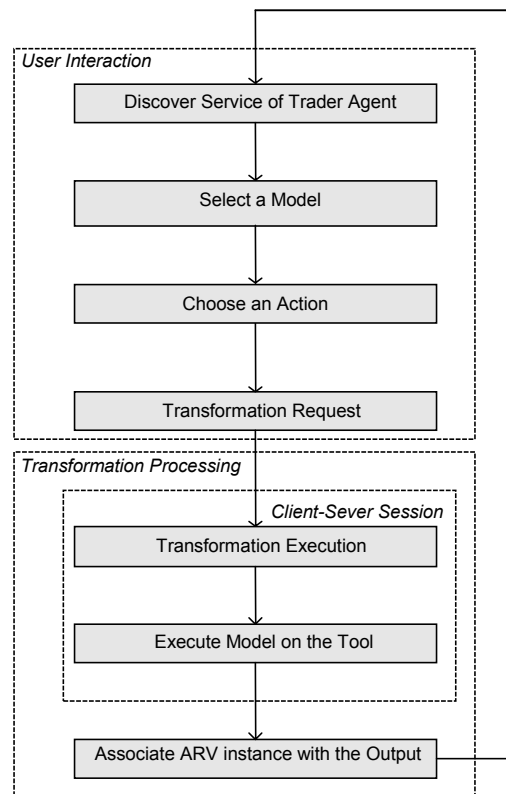 User Interaction
Discover Service of Trader Agent
Select a Model
Choose an Action
Transformation Request
Transformation Processing
Client-Sever Session
Transformation Execution
Execute Model on the Tool
Associate ARV instance with the Output